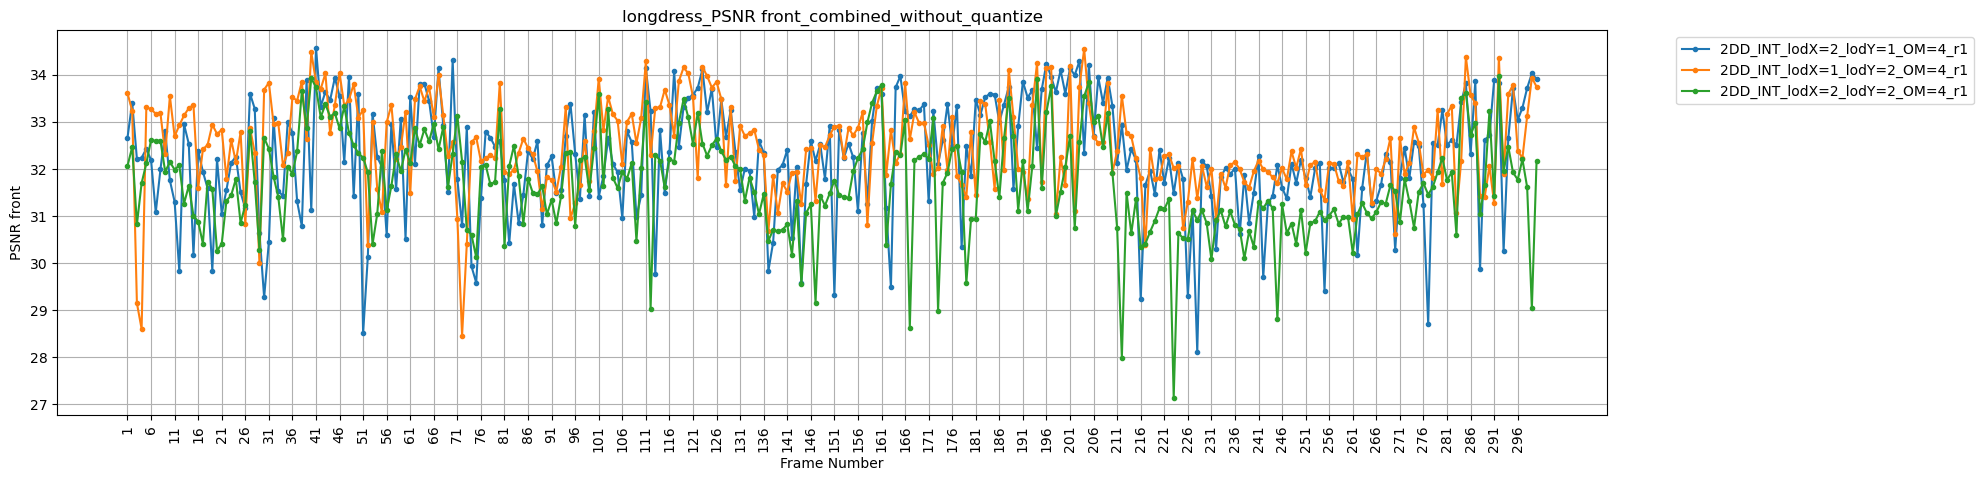 longdress_PSNR front_combined_without_quantize
2DD_INT_lodX=2_lodY=1_OM=4_r1
2DD_INT_lodX=1_lodY=2_OM=4_r1
2DD_INT_lodX=2_lodY=2_OM=4_r1
PSNR front
34
33
32
31
30
29
28
27
1 6 11 16 21 26 31 36 41 46 51 56 61 66 71 76 81 86 91 96 101 106 111 116 121 126 131 136 141 146 151 156 161 166 171 176 181 186 191 196 201 206 211 216 221 226 231 236 241 246 251 256 261 266 271 276 281 286 291 296
Frame Number